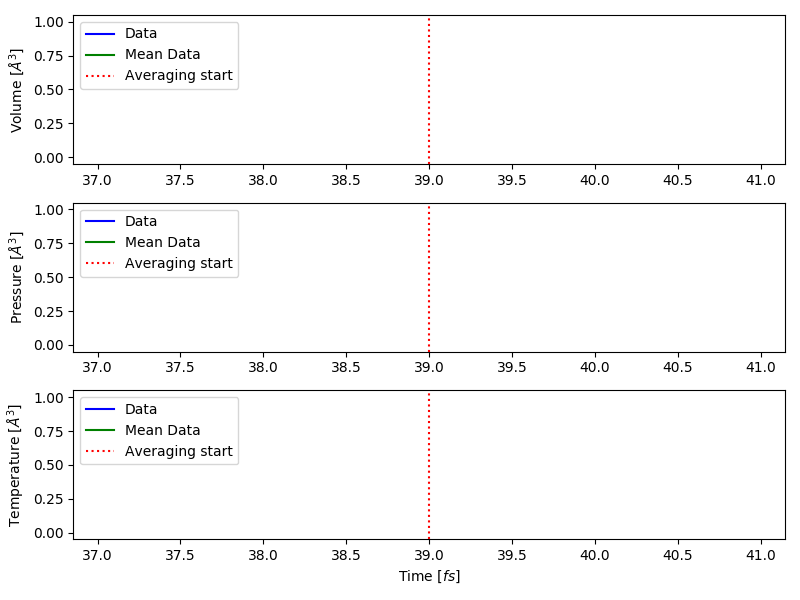 Volume [Å³]
1.00
0.75
0.50
0.25
0.00
Data
Mean Data
Averaging start
37.0 37.5 38.0 38.5 39.0 39.5 40.0 40.5 41.0
Pressure [Å³]
1.00
0.75
0.50
0.25
0.00
Data
Mean Data
Averaging start
37.0 37.5 38.0 38.5 39.0 39.5 40.0 40.5 41.0
Temperature [Å³]
1.00
0.75
0.50
0.25
0.00
Data
Mean Data
Averaging start
37.0 37.5 38.0 38.5 39.0 39.5 40.0 40.5 41.0
Time [fs]